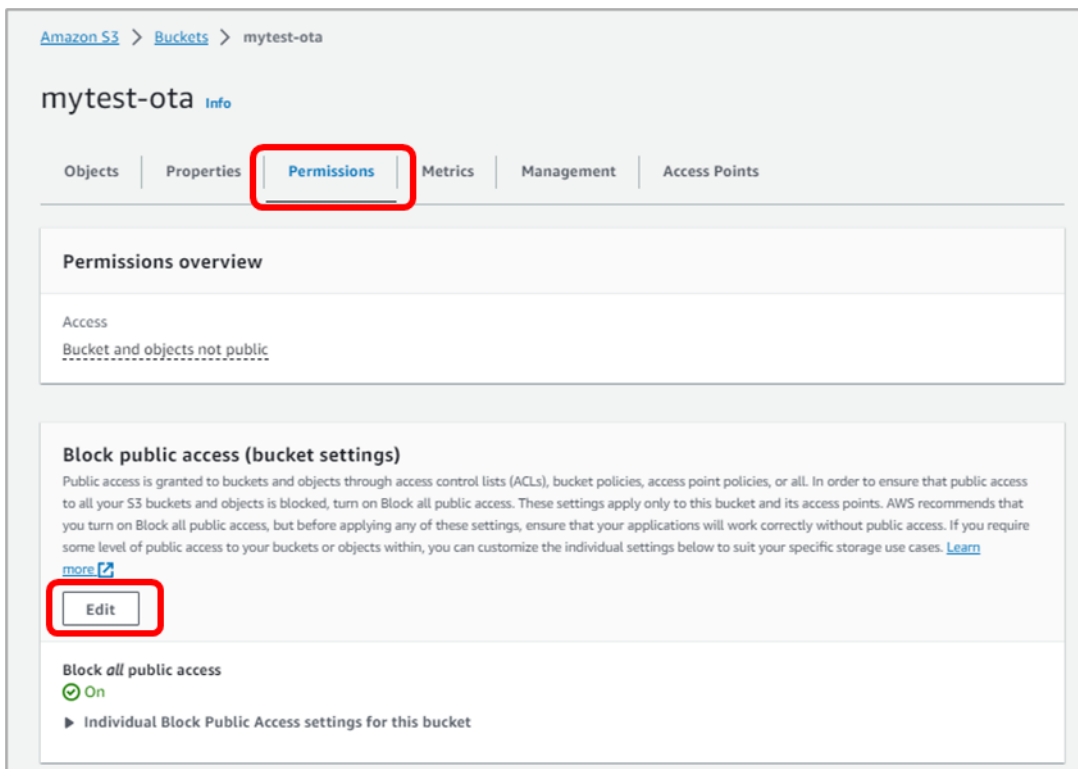 Amazon S3 > Buckets > mytest-ota
mytest-ota Info
Objects Properties Permissions Metrics Management Access Points
Permissions overview
Access
Bucket and objects not public
Block public access (bucket settings)
Public access is granted to buckets and objects through access control lists (ACLs), bucket policies, access point policies, or all. In order to ensure that public access
to all your S3 buckets and objects is blocked, turn on Block all public access. These settings apply only to this bucket and its access points. AWS recommends that
you turn on Block all public access, but before applying any of these settings, ensure that your applications will work correctly without public access. If you require
some level of public access to your buckets or objects within, you can customize the individual settings below to suit your specific storage use cases. Learn
more
Edit
Block all public access
On
Individual Block Public Access settings for this bucket